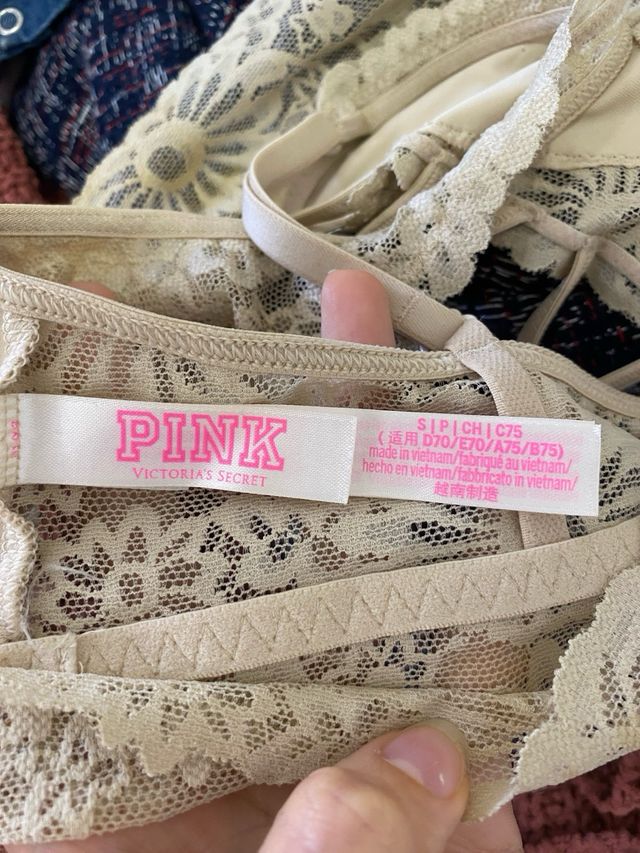 PINK
VICTORIA'S SECRET
S | P | CH | C75
(适用 D70/E70/A75/B75)
made in vietnam/fabriqué au vietnam/
hecho en vietnam/fabbricato in vietnam/
越南制造